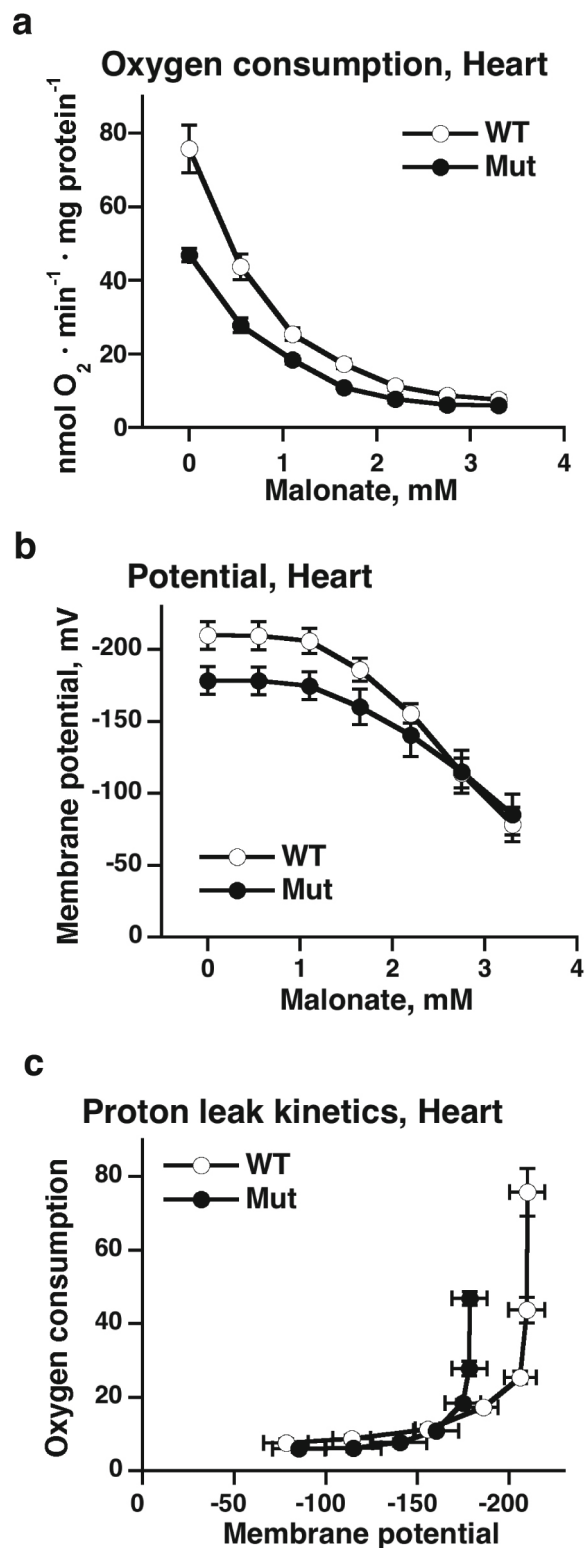 a
Oxygen consumption, Heart
nmol O₂ · min⁻¹ · mg protein⁻¹
80
60
40
20
0
WT
Mut
0 1 2 3 4
Malonate, mM
b
Potential, Heart
Membrane potential, mV
-200
-150
-100
-50
0
WT
Mut
0 1 2 3 4
Malonate, mM
c
Proton leak kinetics, Heart
Oxygen consumption
80
60
40
20
0
WT
Mut
0 -50 -100 -150 -200
Membrane potential